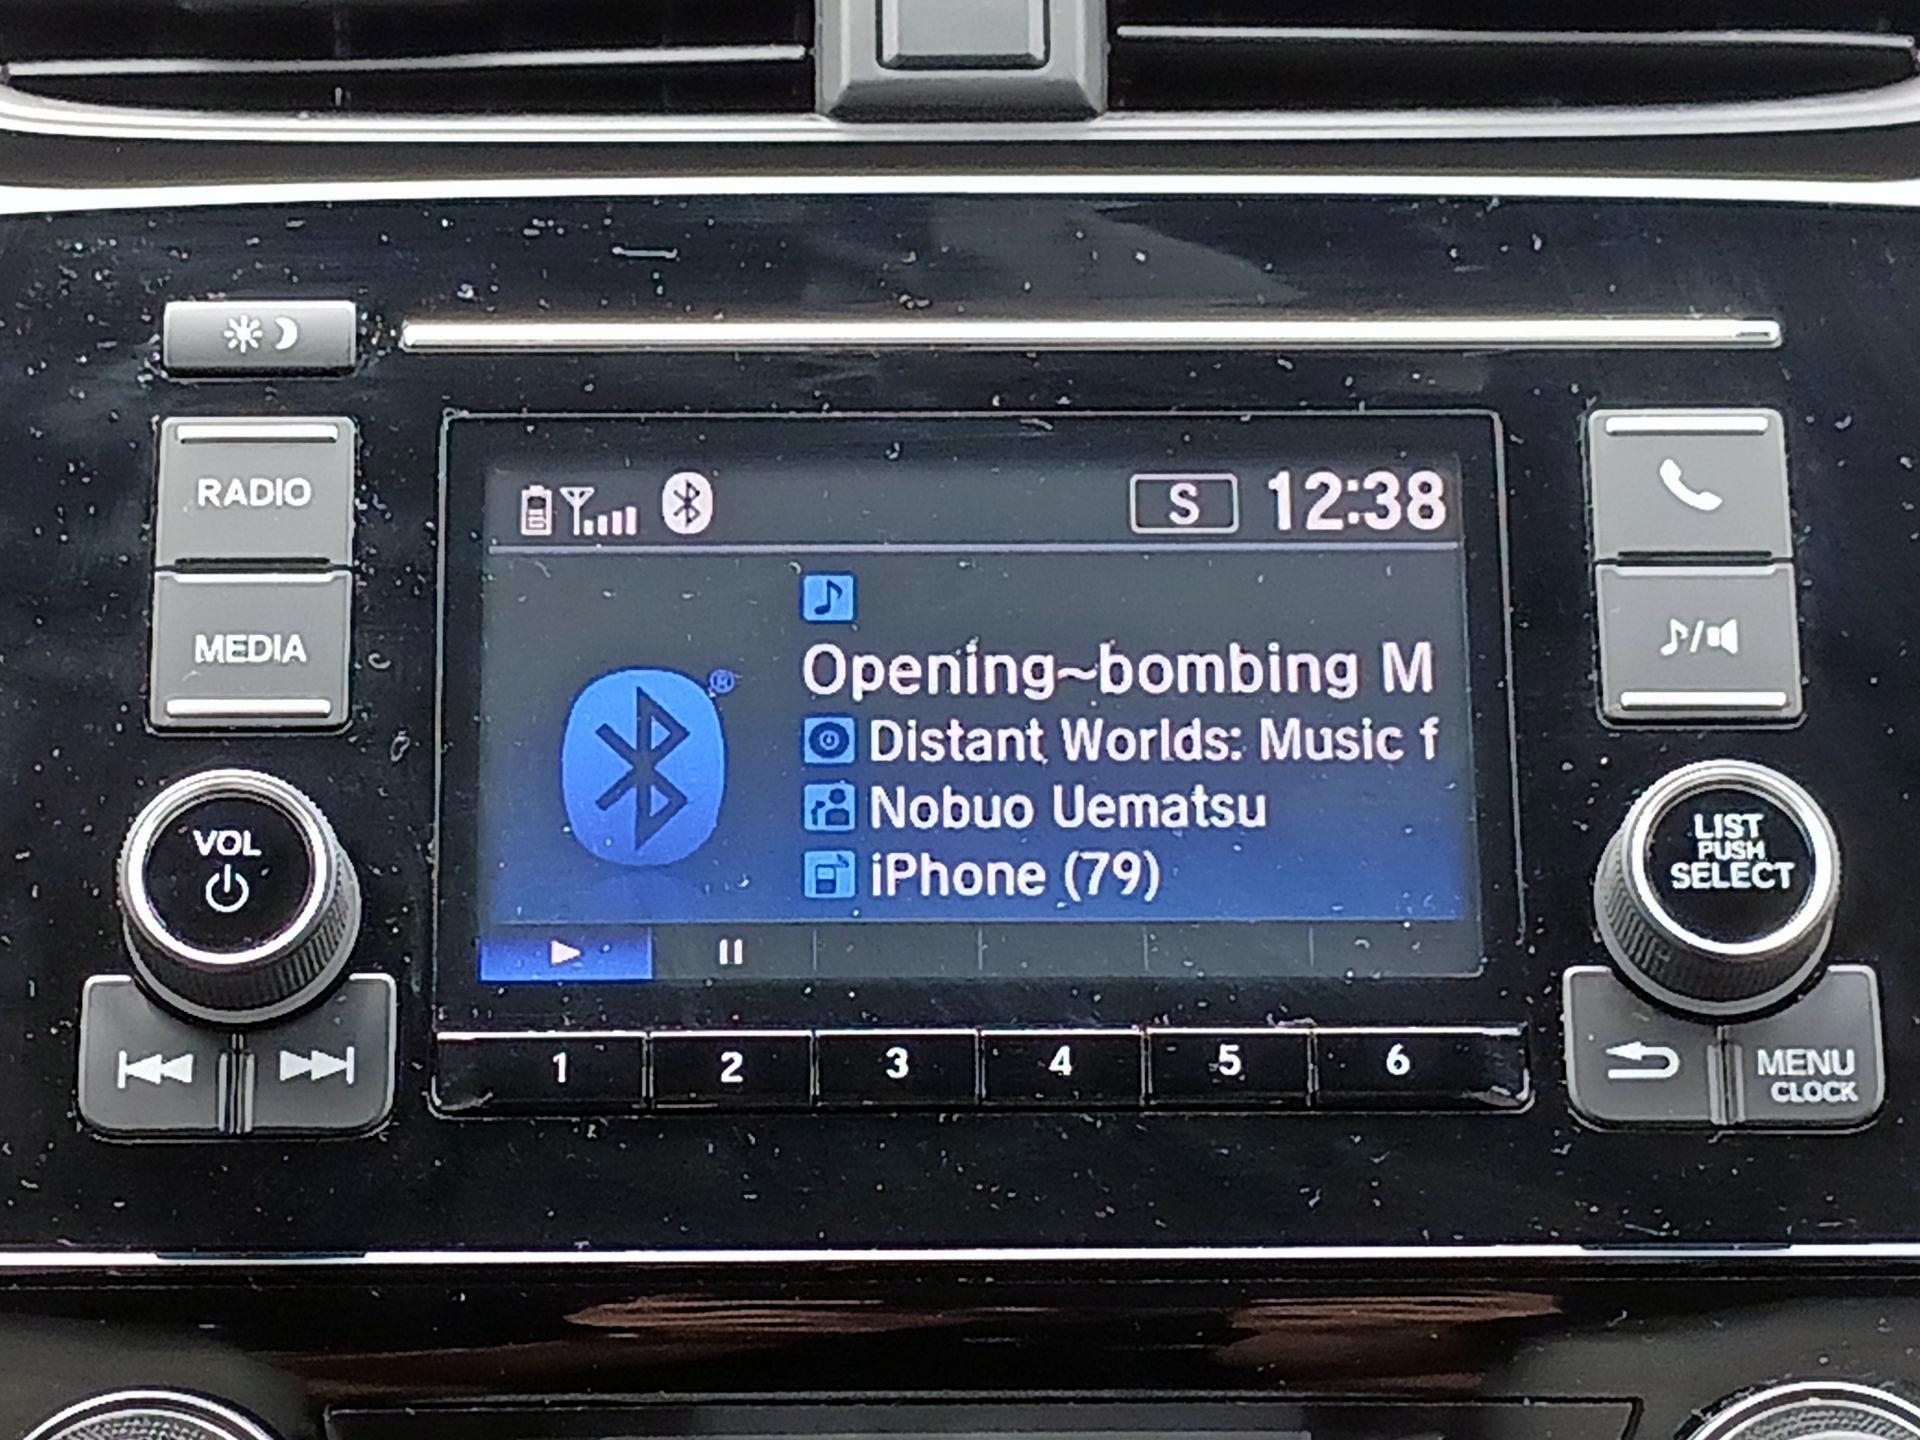 RADIO
MEDIA
VOL
S 12:38
Opening~bombing M
Distant Worlds: Music f
Nobuo Uematsu
iPhone (79)
1 2 3 4 5 6
LIST
PUSH
SELECT
MENU
CLOCK